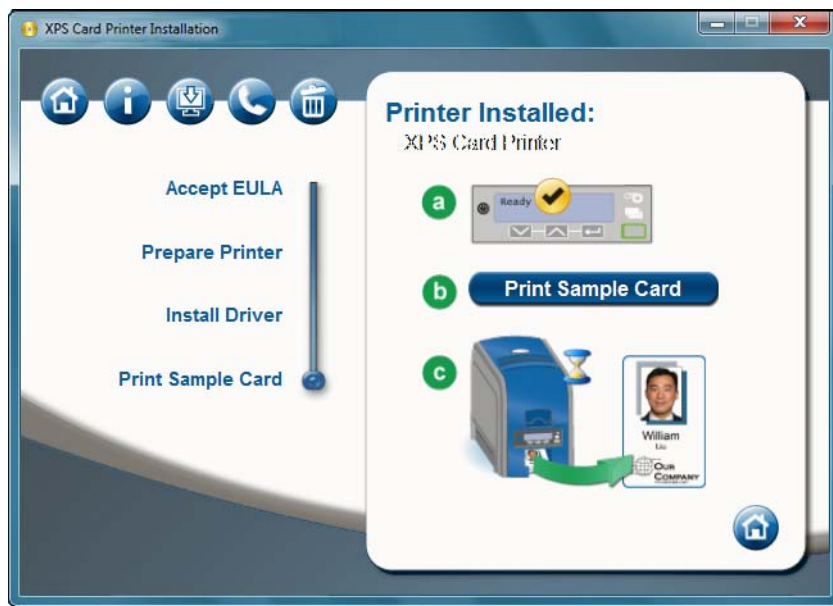 XPS Card Printer Installation
Accept EULA
Prepare Printer
Install Driver
Print Sample Card
Printer Installed:
XPS Card Printer
a
Ready
b
Print Sample Card
c
William
Liu
OUR
COMPANY